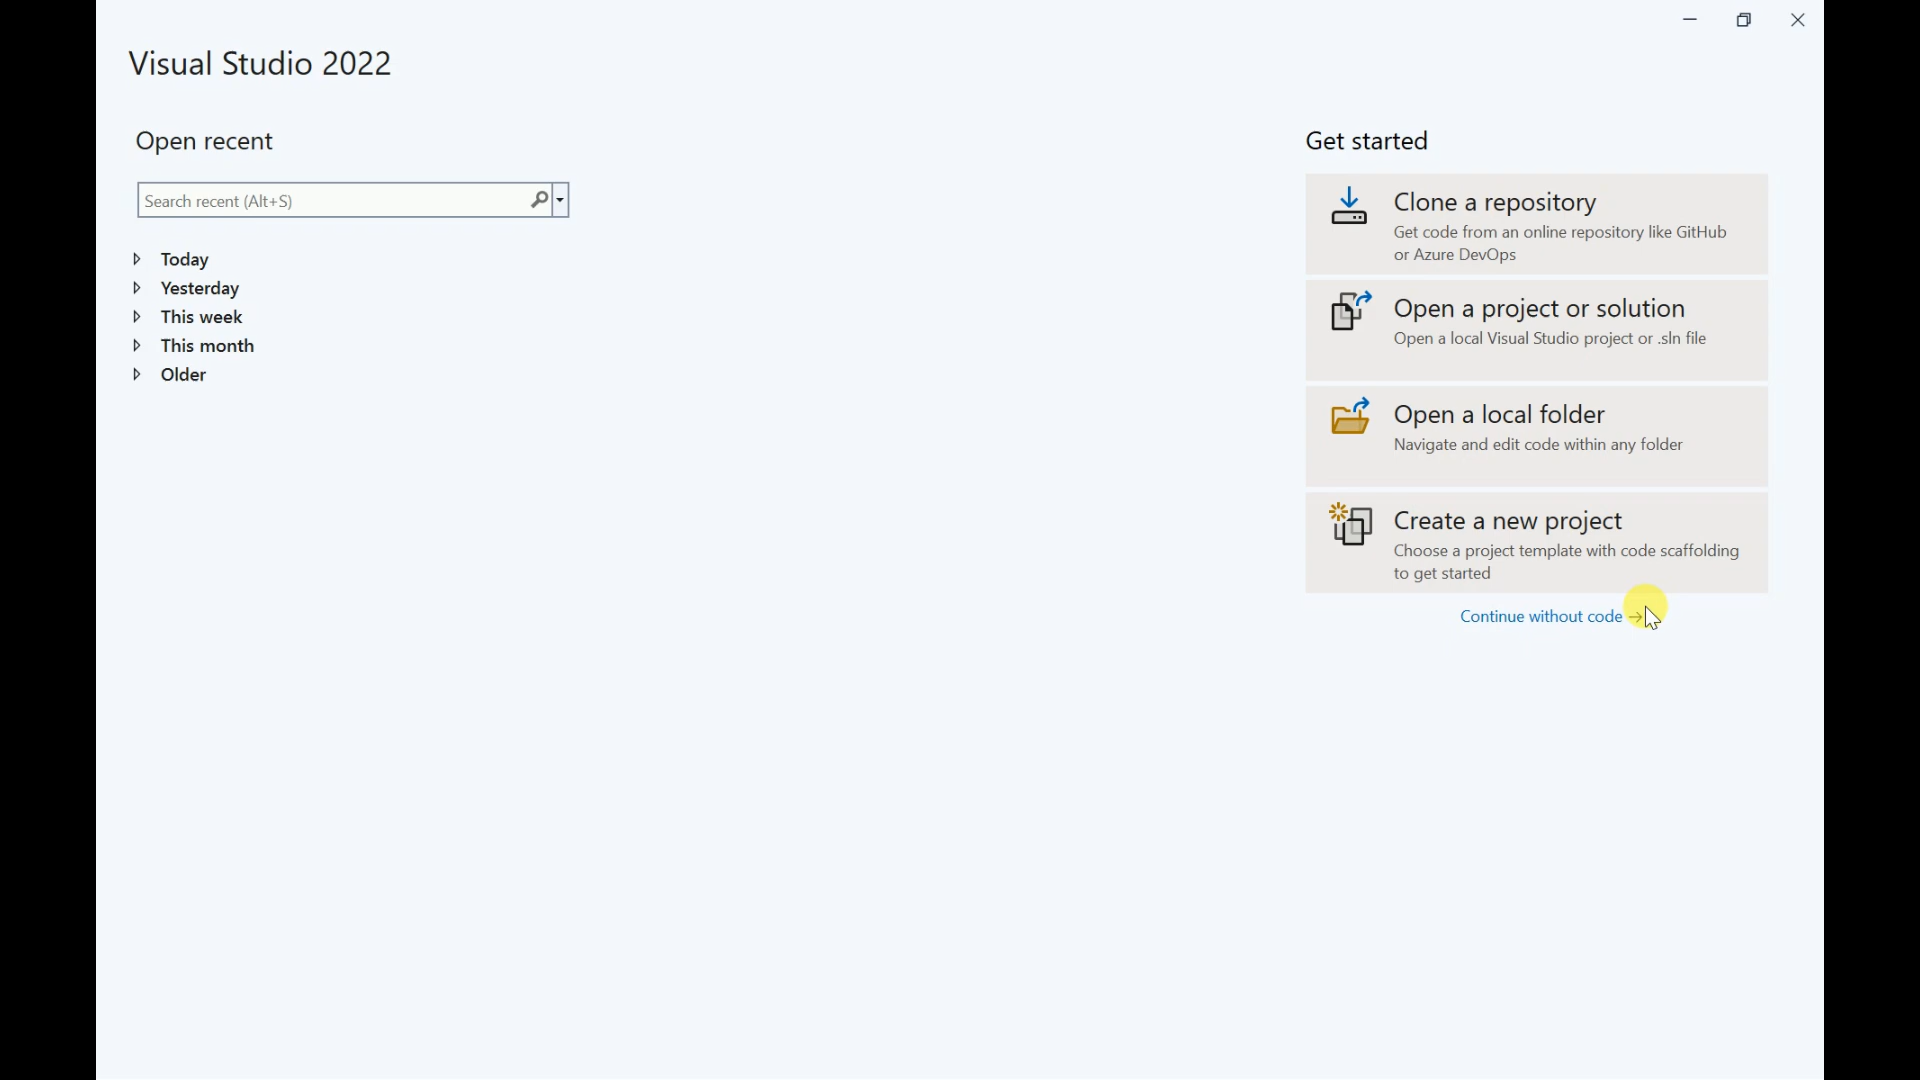 Visual Studio 2022
Open recent
Search recent (Alt+S)
Today
Yesterday
This week
This month
Older
Get started
Clone a repository
Get code from an online repository like GitHub
or Azure DevOps
Open a project or solution
Open a local Visual Studio project or .sln file
Open a local folder
Navigate and edit code within any folder
Create a new project
Choose a project template with code scaffolding
to get started
Continue without code →